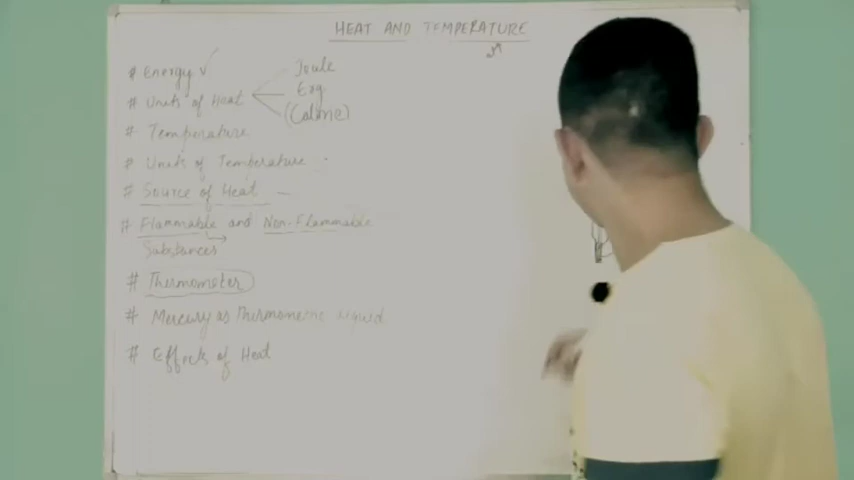 HEAT AND TEMPERATURE
# Energy ✓
Joule
# Units of Heat
Erg
(Calorie)
# Temperature
# Units of Temperature
# Source of Heat
# Flammable and Non-Flammable
Substances
# Thermometer
# Mercury as Thermometric Liquid
# Effects of Heat